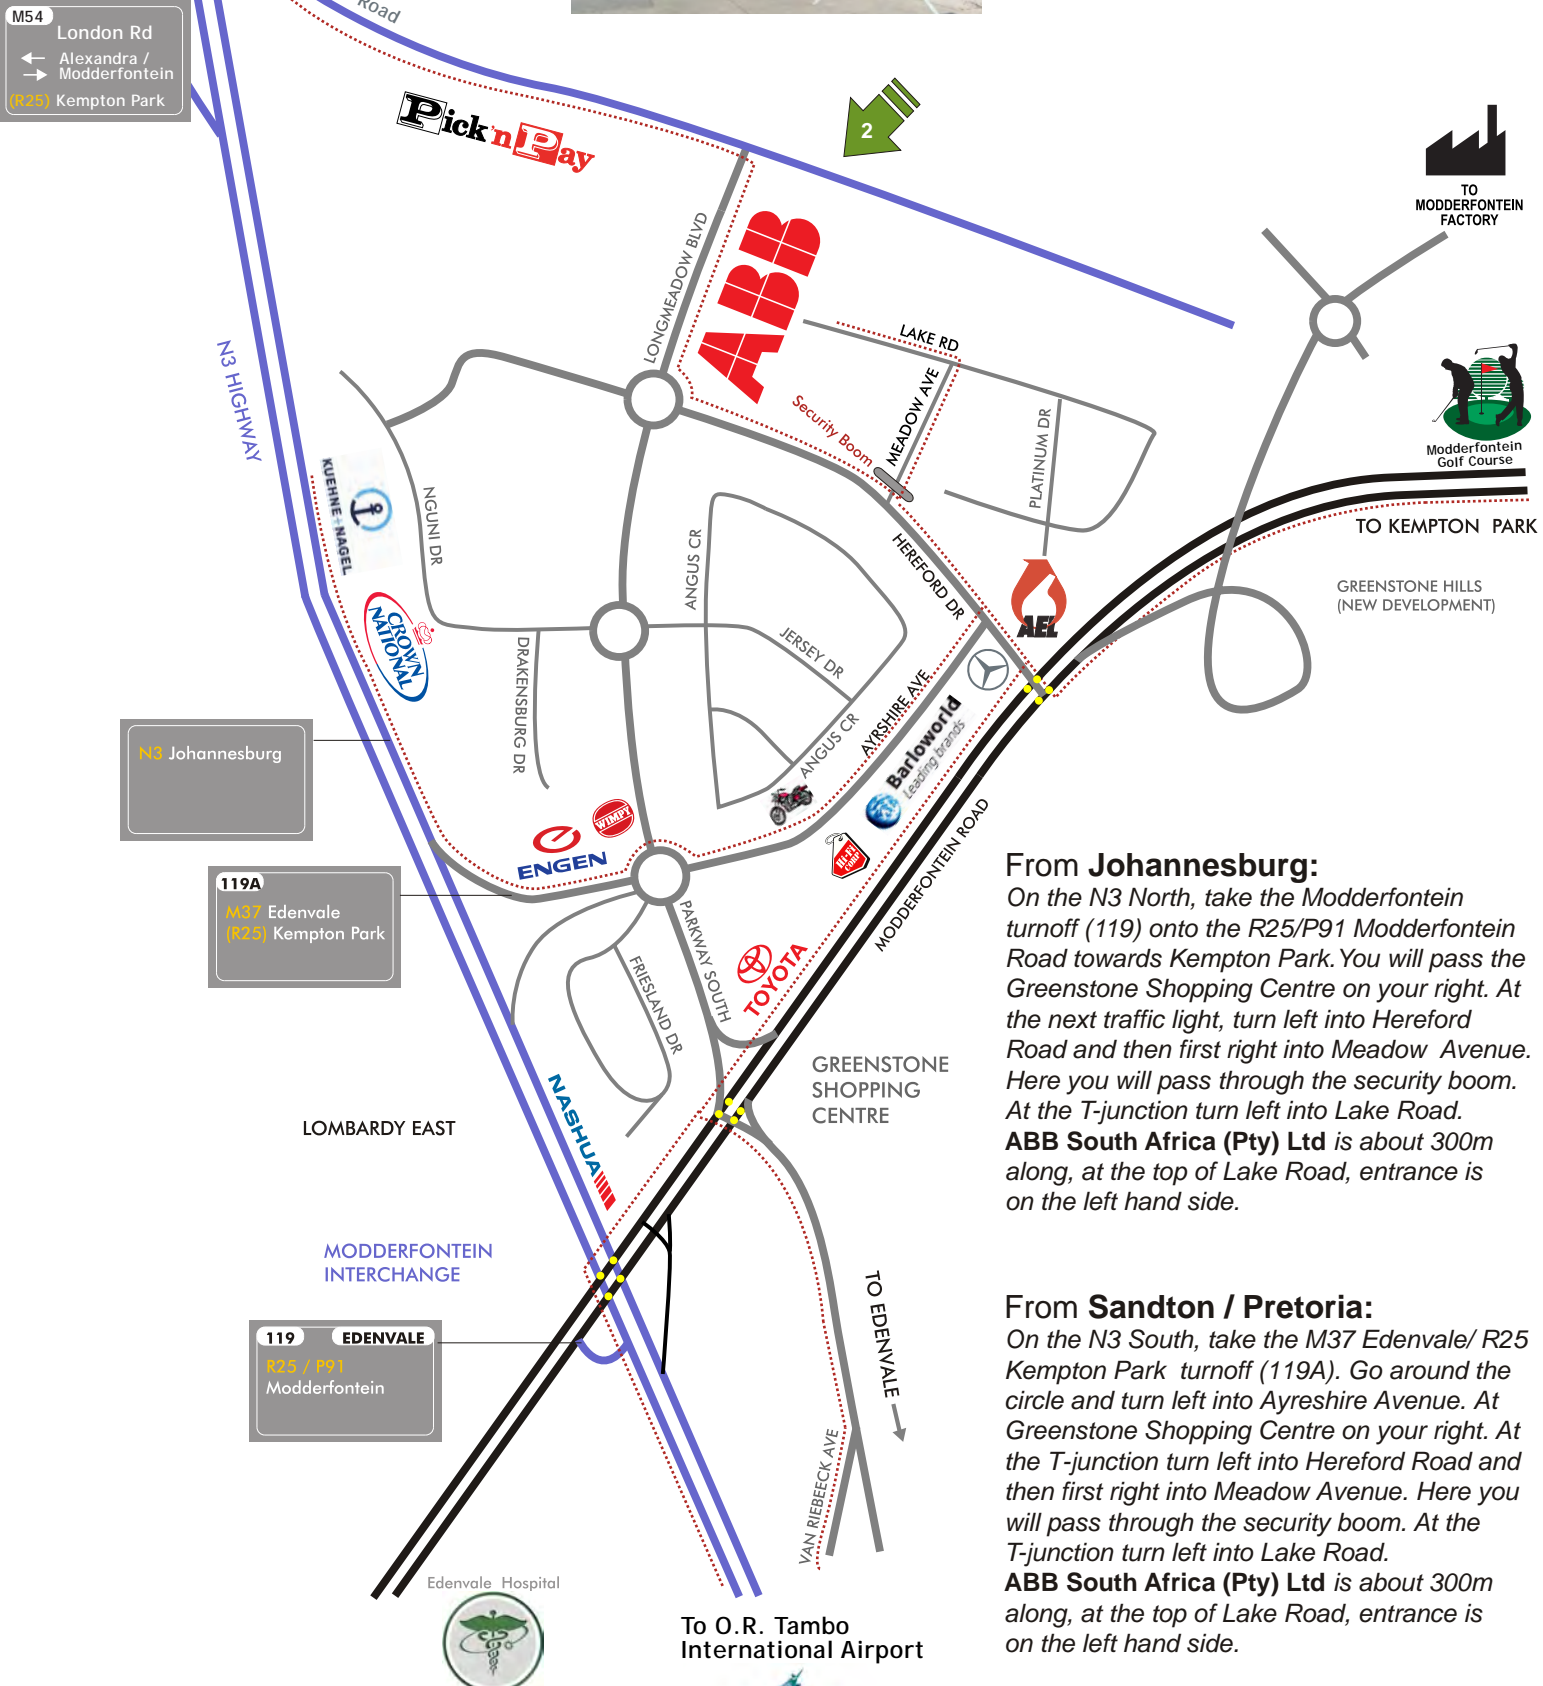 Road
M54
London Rd
Alexandra /
Modderfontein
(R25) Kempton Park
Pick'n Pay
2
TO
MODDERFONTEIN
FACTORY
LONGMEADOW BLVD
ABB
LAKE RD
N3 HIGHWAY
MEADOW AVE
Security Boom
PLATINUM DR
Modderfontein
Golf Course
KUEHNE+NAGEL
NGUNI DR
TO KEMPTON PARK
ANGUS CR
HEREFORD DR
GREENSTONE HILLS
(NEW DEVELOPMENT)
AEL
CROWN
NATIONAL
DRAKENSBURG DR
JERSEY DR
AYRSHIRE AVE
ANGUS CR
Barloworld
Leading brands
N3 Johannesburg
WIMPY
ENGEN
HI-FI
CORP
MODDERFONTEIN ROAD
119A
M37 Edenvale
(R25) Kempton Park
PARKWAY SOUTH
FRIESLAND DR
TOYOTA
From Johannesburg:
On the N3 North, take the Modderfontein
turnoff (119) onto the R25/P91 Modderfontein
Road towards Kempton Park. You will pass the
Greenstone Shopping Centre on your right. At
the next traffic light, turn left into Hereford
Road and then first right into Meadow Avenue.
Here you will pass through the security boom.
At the T-junction turn left into Lake Road.
ABB South Africa (Pty) Ltd is about 300m
along, at the top of Lake Road, entrance is
on the left hand side.
GREENSTONE
SHOPPING
CENTRE
NASHUA
LOMBARDY EAST
MODDERFONTEIN
INTERCHANGE
TO EDENVALE
119 EDENVALE
R25 / P91
Modderfontein
VAN RIEBEECK AVE
From Sandton / Pretoria:
On the N3 South, take the M37 Edenvale/ R25
Kempton Park turnoff (119A). Go around the
circle and turn left into Ayreshire Avenue. At
Greenstone Shopping Centre on your right. At
the T-junction turn left into Hereford Road and
then first right into Meadow Avenue. Here you
will pass through the security boom. At the
T-junction turn left into Lake Road.
ABB South Africa (Pty) Ltd is about 300m
along, at the top of Lake Road, entrance is
on the left hand side.
Edenvale Hospital
To O.R. Tambo
International Airport